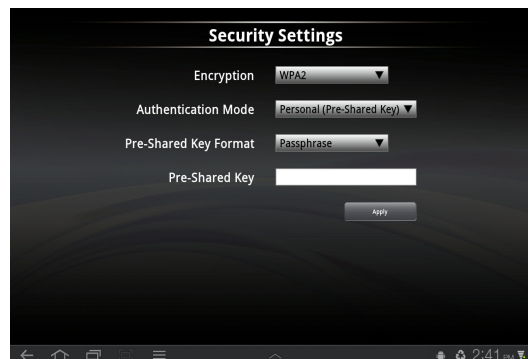 Security Settings
Encryption WPA2
Authentication Mode Personal (Pre-Shared Key)
Pre-Shared Key Format Passphrase
Pre-Shared Key
Apply
2:41 PM